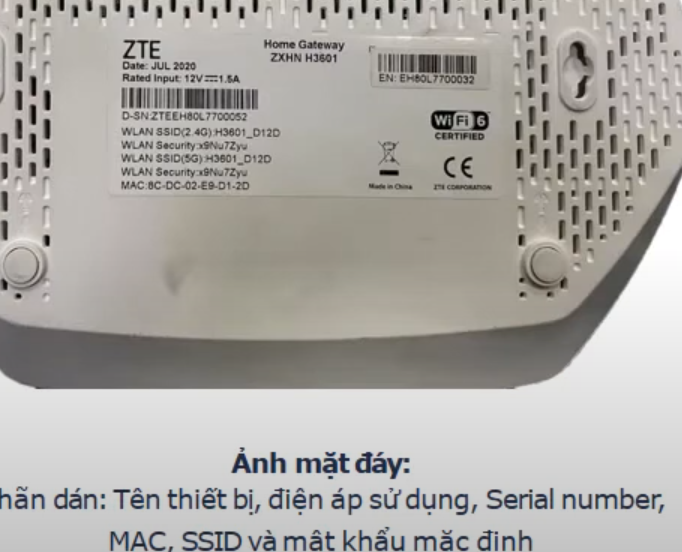 ZTE
Home Gateway
ZXHN H3601
Date: JUL 2020
Rated Input: 12V⎓1.5A
EN: EH80L7700032
D-SN:ZTEEH80L7700052
WLAN SSID(2.4G):H3601_D12D
WLAN Security:x9Nu7Zyu
WLAN SSID(5G):H3601_D12D
WLAN Security:x9Nu7Zyu
MAC:8C-DC-02-E9-D1-2D
Wi Fi 6
CERTIFIED
CE
Made in China
ZTE CORPORATION
Ảnh mặt đáy:
hãn dán: Tên thiết bị, điện áp sử dụng, Serial number,
MAC, SSID và mật khẩu mặc định